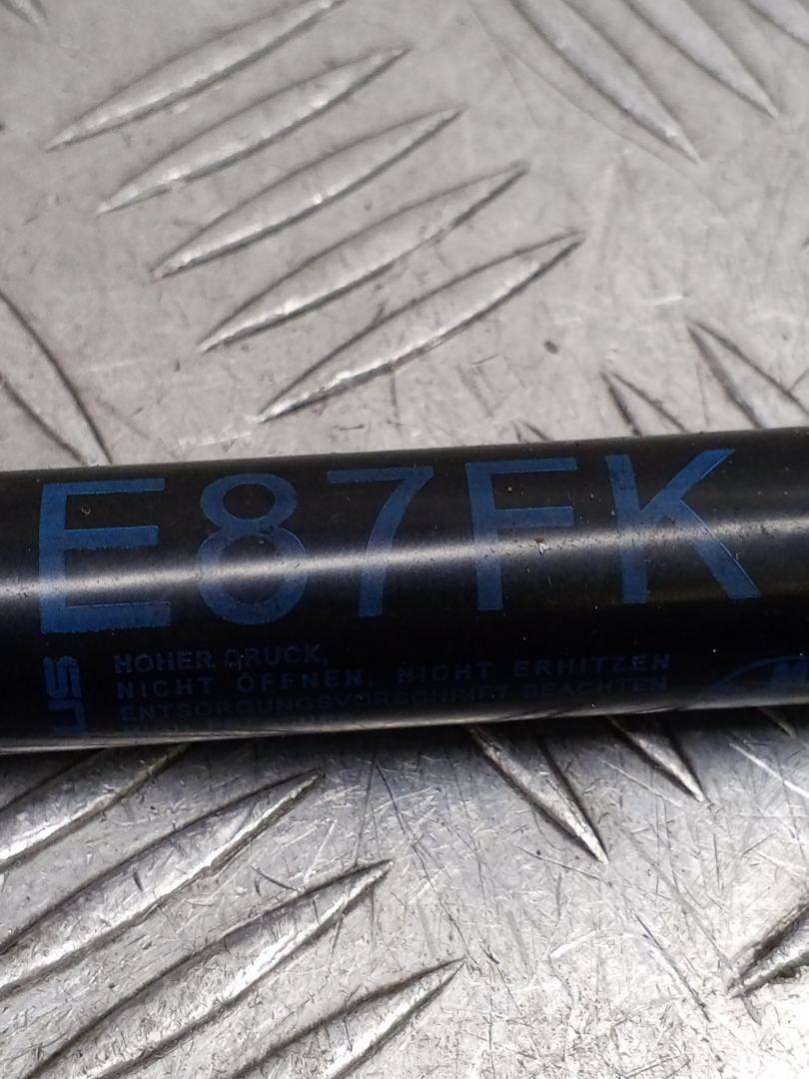 E87FK
HOHER DRUCK,
NICHT ÖFFNEN. NICHT ERHITZEN
ENTSORGUNGSVORSCHRIFT BEACHTEN